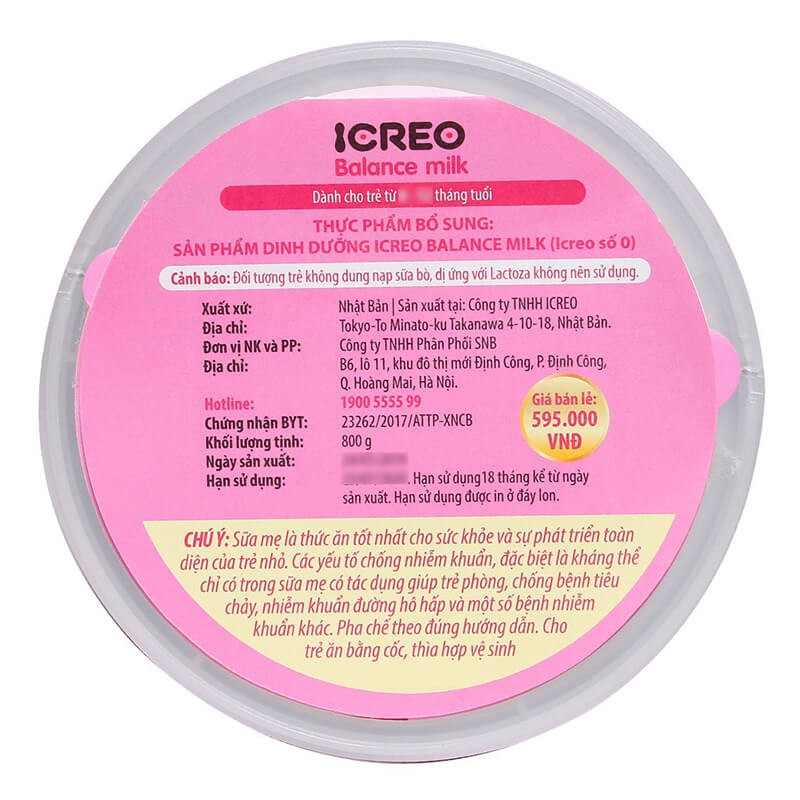 ICREO
Balance milk
Dành cho trẻ từ tháng tuổi
THỰC PHẨM BỔ SUNG:
SẢN PHẨM DINH DƯỠNG ICREO BALANCE MILK (Icreo số 0)
Cảnh báo: Đối tượng trẻ không dung nạp sữa bò, dị ứng với Lactoza không nên sử dụng.
Xuất xứ: Nhật Bản | Sản xuất tại: Công ty TNHH ICREO
Địa chỉ: Tokyo-To Minato-ku Takanawa 4-10-18, Nhật Bản.
Đơn vị NK và PP: Công ty TNHH Phân Phối SNB
Địa chỉ: B6, lô 11, khu đô thị mới Định Công, P. Định Công,
Q. Hoàng Mai, Hà Nội.
Hotline: 1900 5555 99
Chứng nhận BYT: 23262/2017/ATTP-XNCB
Khối lượng tịnh: 800 g
Ngày sản xuất:
Hạn sử dụng: . Hạn sử dụng18 tháng kể từ ngày
sản xuất. Hạn sử dụng được in ở đáy lon.
Giá bán lẻ:
595.000
VNĐ
CHÚ Ý: Sữa mẹ là thức ăn tốt nhất cho sức khỏe và sự phát triển toàn
diện của trẻ nhỏ. Các yếu tố chống nhiễm khuẩn, đặc biệt là kháng thể
chỉ có trong sữa mẹ có tác dụng giúp trẻ phòng, chống bệnh tiêu
chảy, nhiễm khuẩn đường hô hấp và một số bệnh nhiễm
khuẩn khác. Pha chế theo đúng hướng dẫn. Cho
trẻ ăn bằng cốc, thìa hợp vệ sinh